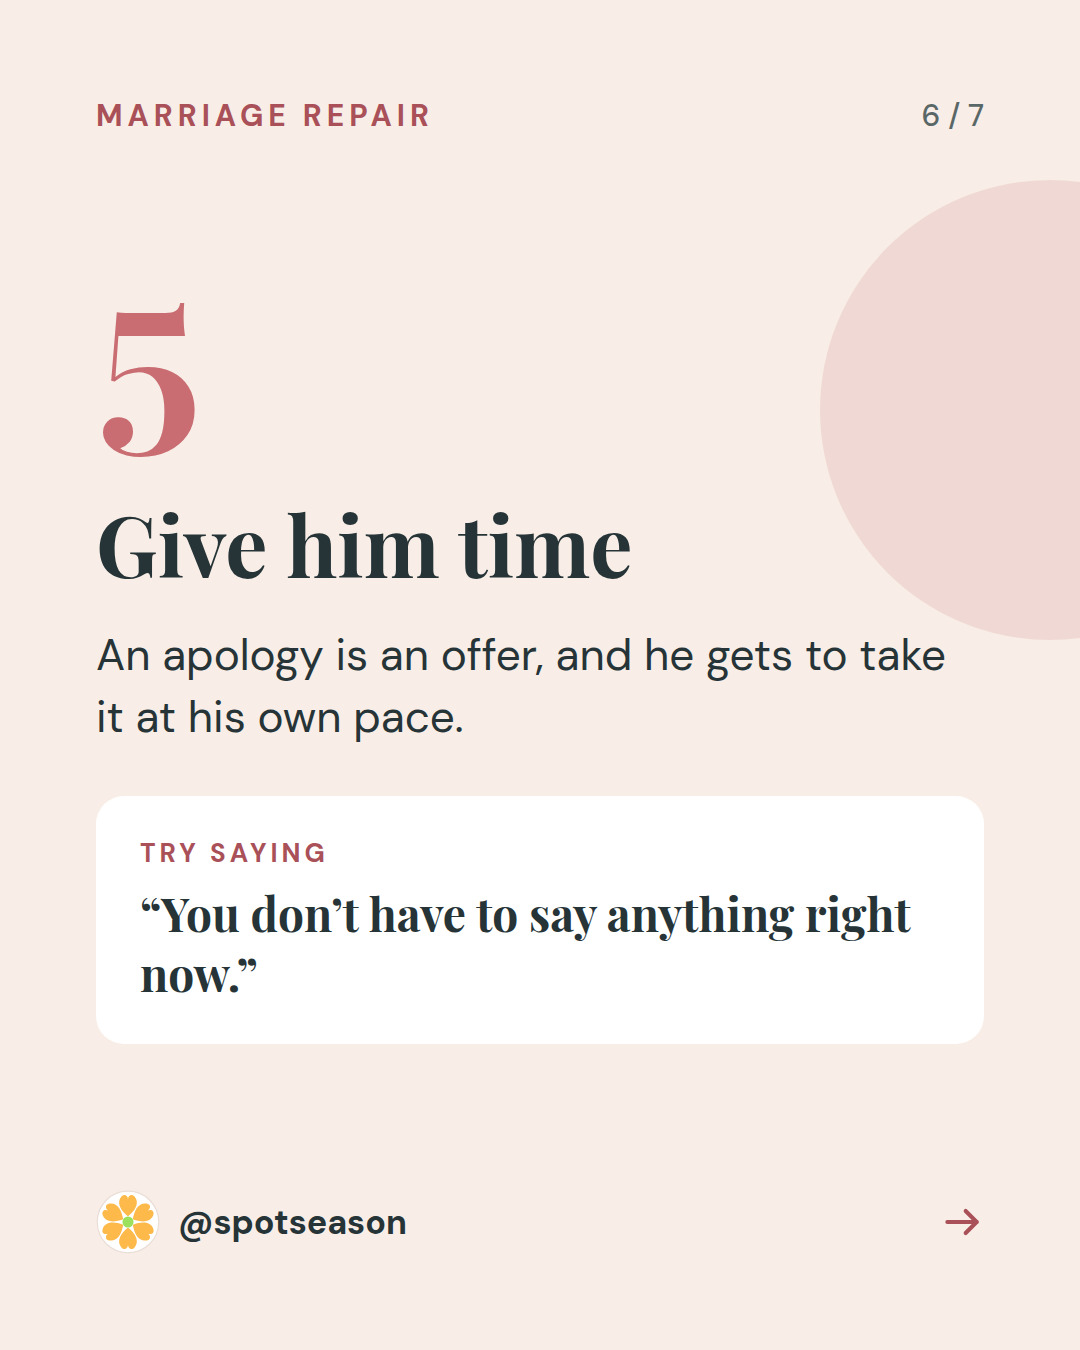 MARRIAGE REPAIR
6 / 7
5
Give him time
An apology is an offer, and he gets to take
it at his own pace.
TRY SAYING
“You don’t have to say anything right
now.”
@spotseason